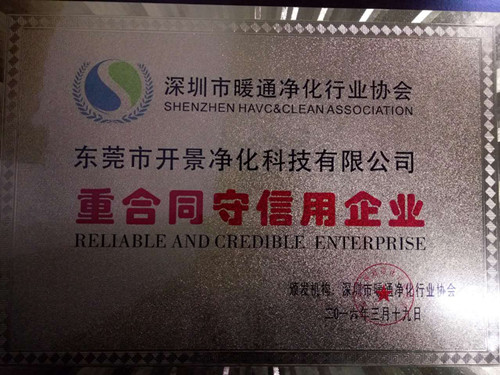 深圳市暖通净化行业协会
SHENZHEN HAVC&CLEAN ASSOCIATION
东莞市开景净化科技有限公司
重合同守信用企业
RELIABLE AND CREDIBLE ENTERPRISE
颁发机构：深圳市暖通净化行业协会
二〇一六年三月十九日